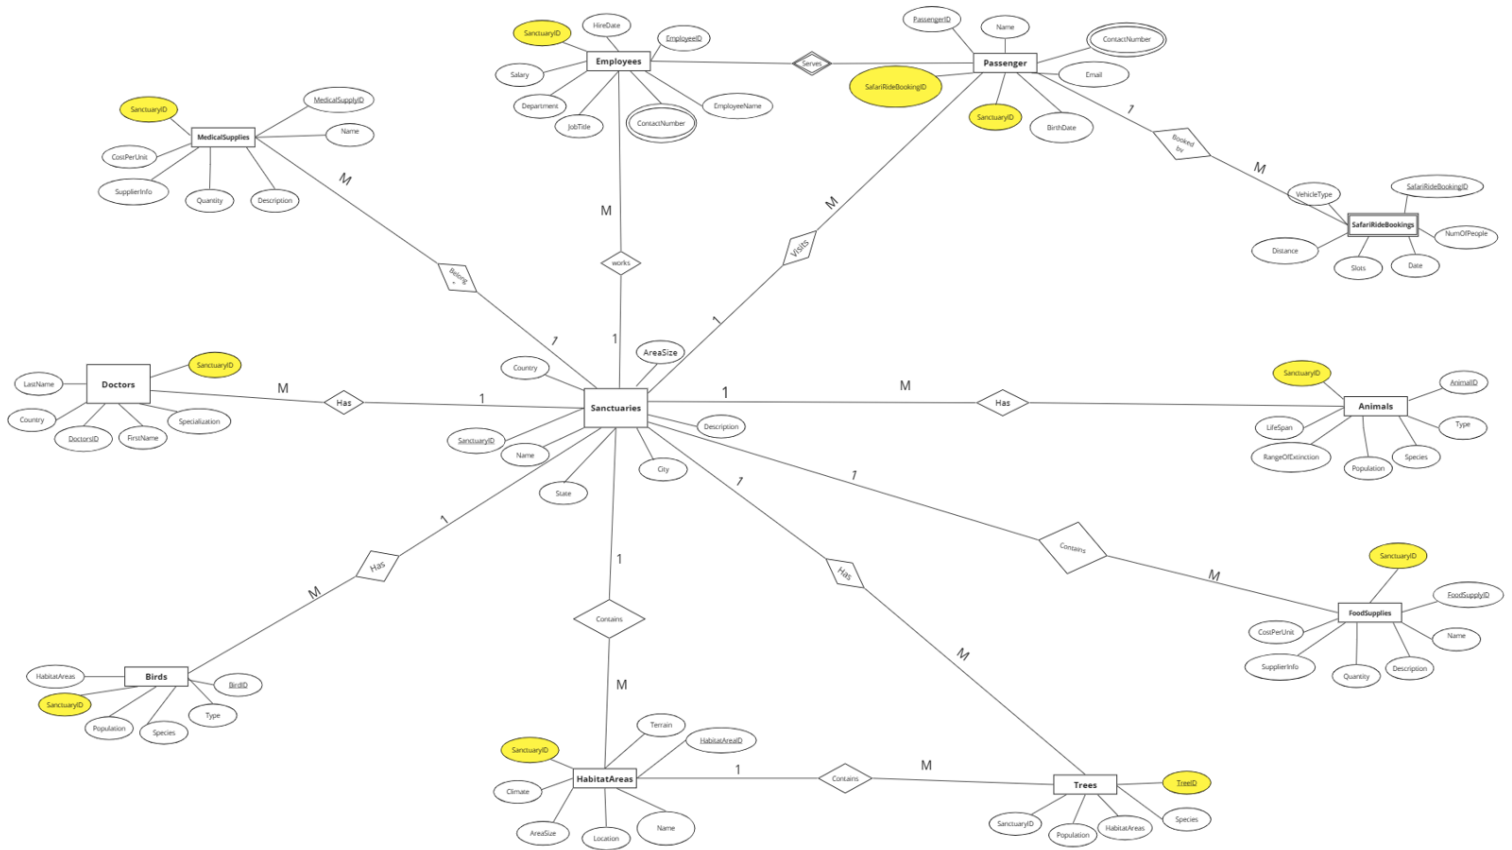 PassengerID
Name
ContactNumber
SanctuaryID
HireDate
EmployeeID
Employees
Serves
Passenger
Salary
SafariRideBookingID
Email
Department
EmployeeName
JobTitle
ContactNumber
SanctuaryID
BirthDate
1
Booked
by
M
SanctuaryID
MedicalSupplyID
MedicalSupplies
Name
CostPerUnit
SupplierInfo
Quantity
Description
M
VehicleType
SafariRideBookingID
SafariRideBookings
NumOfPeople
Distance
Slots
Date
M
M
Visits
works
Belong
1
1
1
Country
AreaSize
Doctors
SanctuaryID
LastName
Country
DoctorsID
FirstName
Specialization
M
Has
1
Sanctuaries
SanctuaryID
Name
State
City
Description
1
Has
M
SanctuaryID
AnimalID
Animals
LifeSpan
Type
RangeOfExtinction
Population
Species
1
1
1
1
Has
M
Contains
M
Has
M
Contains
M
SanctuaryID
FoodSupplyID
FoodSupplies
CostPerUnit
Name
SupplierInfo
Quantity
Description
HabitatAreas
Birds
BirdID
SanctuaryID
Population
Species
Type
Terrain
SanctuaryID
HabitatAreaID
HabitatAreas
Climate
AreaSize
Location
Name
1
Contains
M
Trees
TreeID
SanctuaryID
Population
HabitatAreas
Species